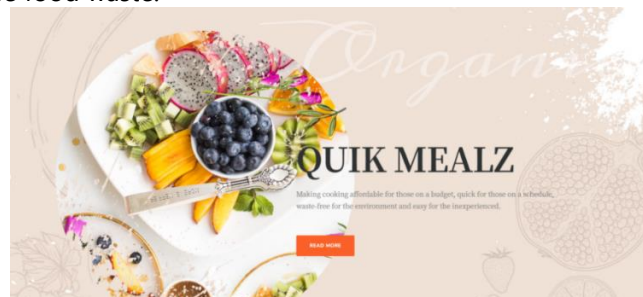 food waste.
Organi
QUIK MEALZ
Making cooking affordable for those on a budget, quick for those on a schedule,
waste-free for the environment and easy for the inexperienced.
READ MORE